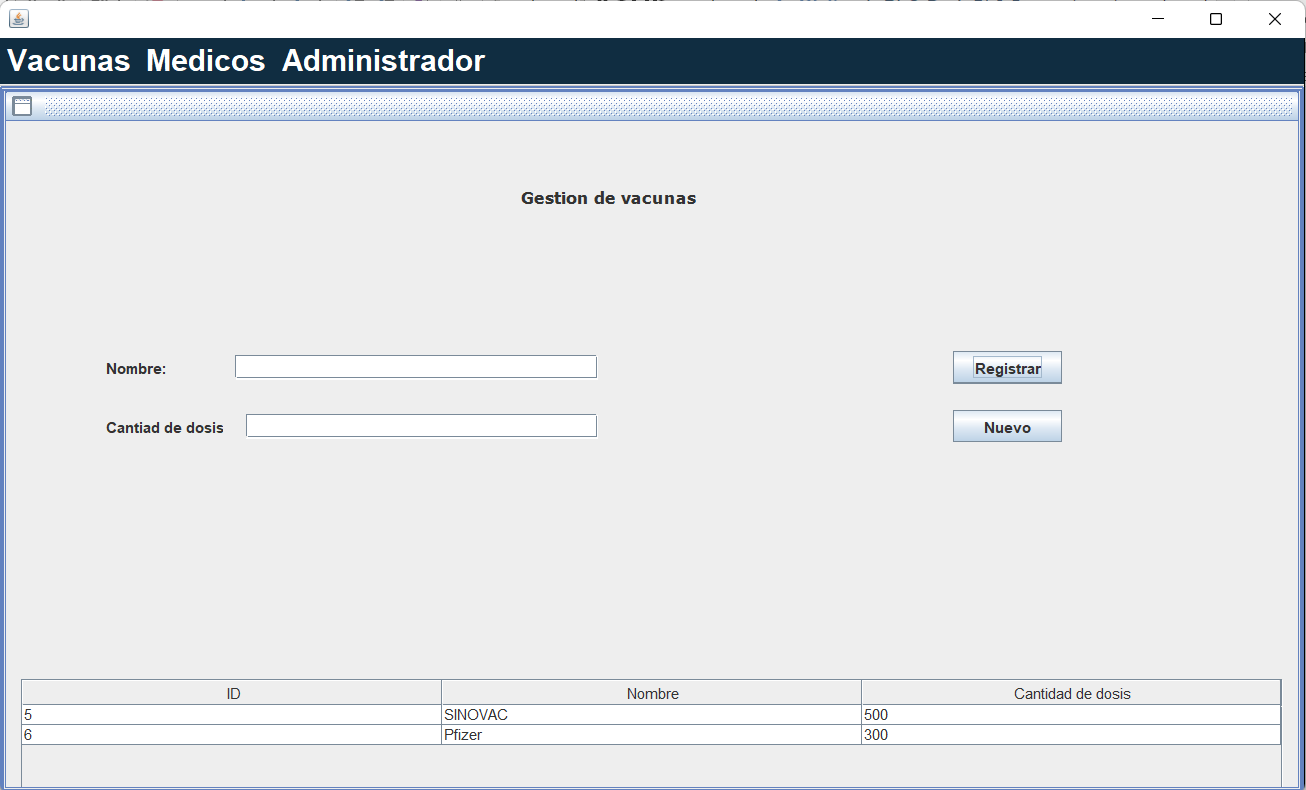 Vacunas Medicos Administrador
Gestion de vacunas
Nombre:
Registrar
Cantiad de dosis
Nuevo
ID Nombre Cantidad de dosis
5 SINOVAC 500
6 Pfizer 300